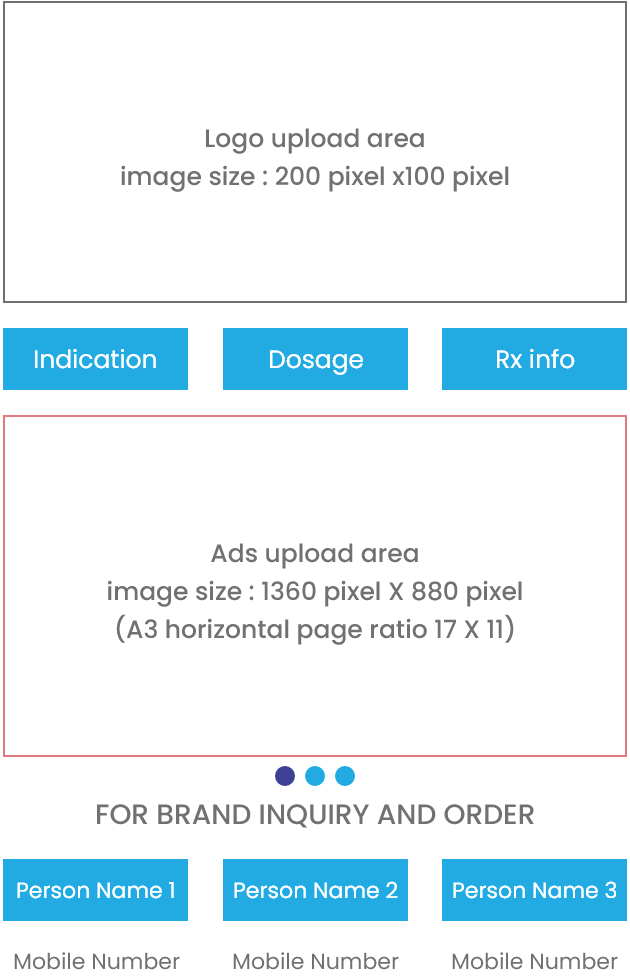 Logo upload area
image size : 200 pixel x100 pixel
Indication
Dosage
Rx info
Ads upload area
image size : 1360 pixel X 880 pixel
(A3 horizontal page ratio 17 X 11)
FOR BRAND INQUIRY AND ORDER
Person Name 1
Person Name 2
Person Name 3
Mobile Number
Mobile Number
Mobile Number